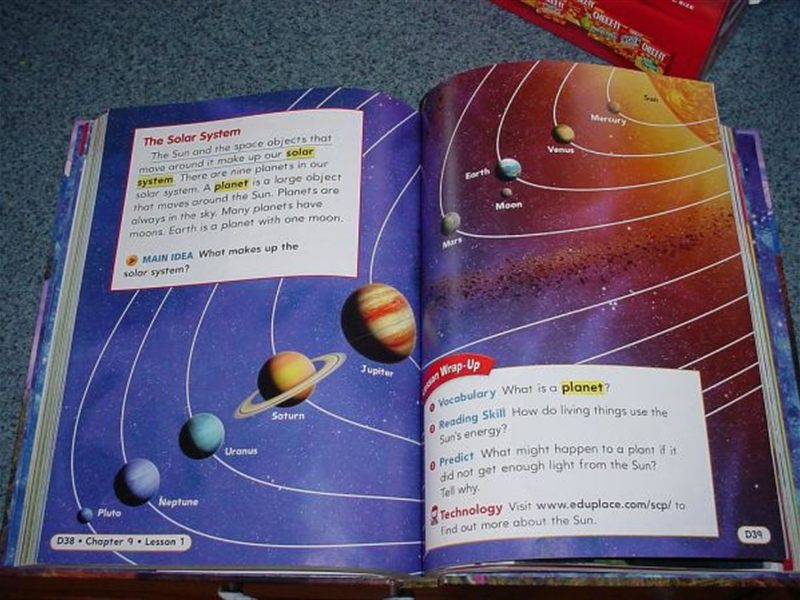 The Solar System
The Sun and the space objects that
move around it make up our solar
system. There are nine planets in our
solar system. A planet is a large object
that moves around the Sun. Planets are
always in the sky. Many planets have
moons. Earth is a planet with one moon.
MAIN IDEA What makes up the
solar system?
Jupiter
Saturn
Uranus
Neptune
Pluto
D38 • Chapter 9 • Lesson 1
CHEEZ-IT
CHEEZ-IT
Sun
Mercury
Venus
Earth
Moon
Mars
Wrap-Up
Vocabulary What is a planet?
Reading Skill How do living things use the
Sun's energy?
Predict What might happen to a plant if it
did not get enough light from the Sun?
Tell why.
Technology Visit www.eduplace.com/scp/ to
find out more about the Sun.
D39